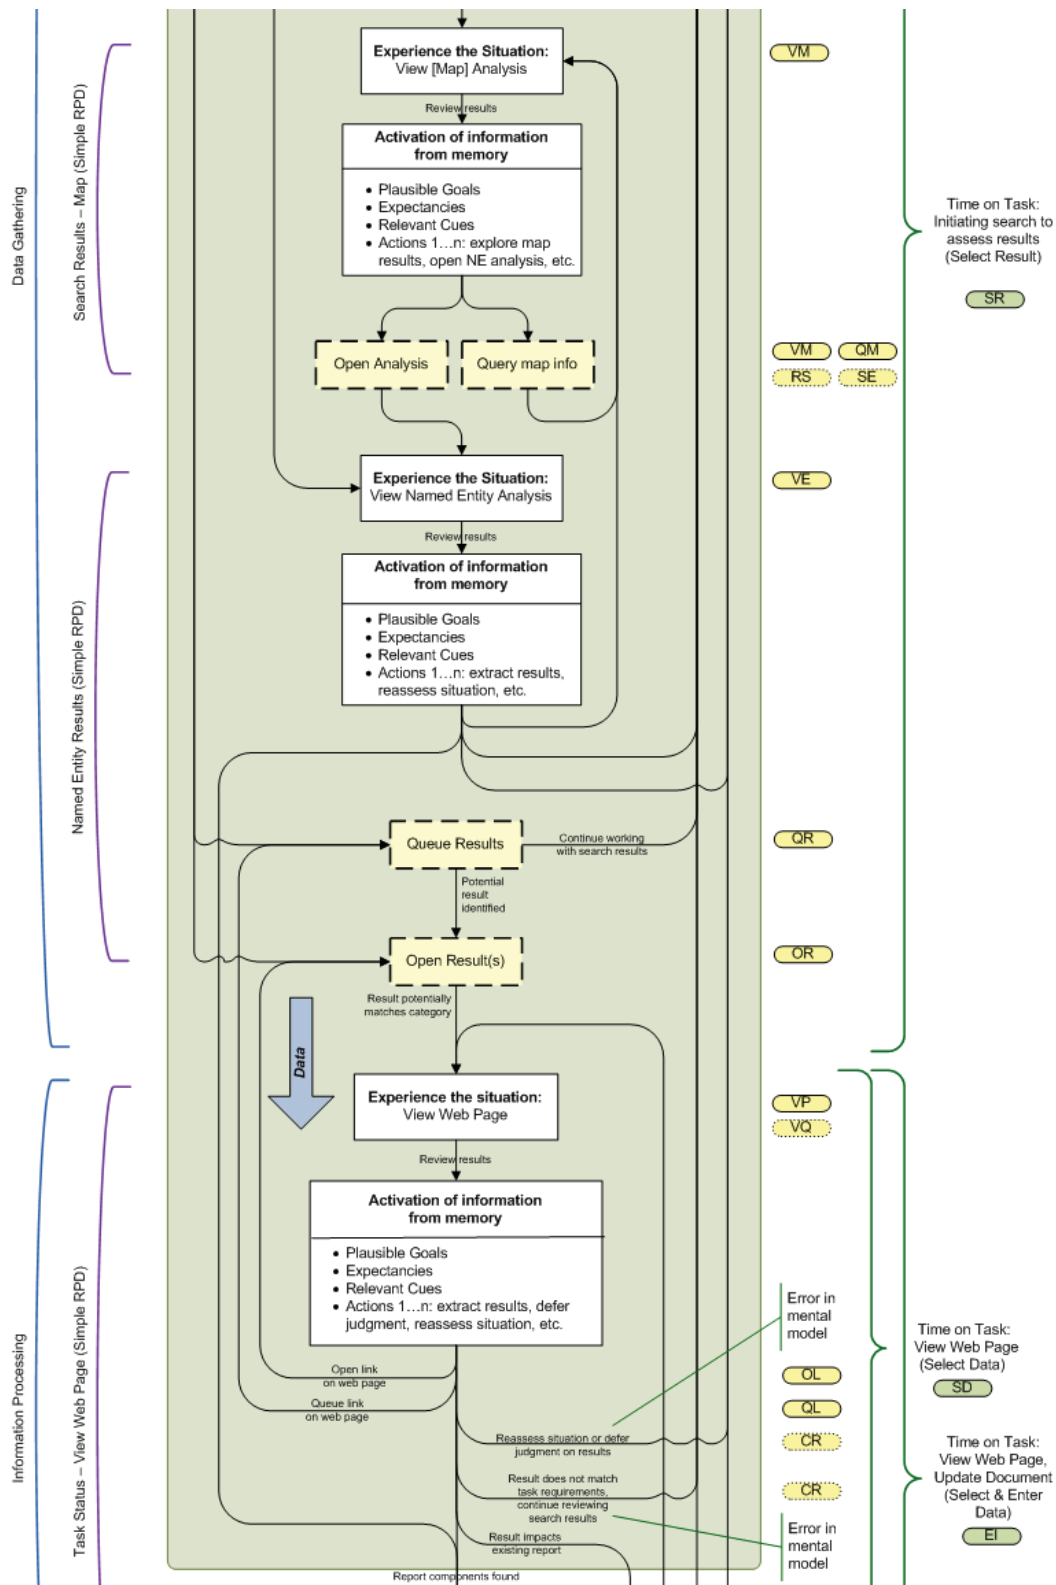 Experience the Situation:
View [Map] Analysis
VM
Review results
Activation of information
from memory
• Plausible Goals
• Expectancies
• Relevant Cues
• Actions 1...n: explore map
results, open NE analysis, etc.
Search Results – Map (Simple RPD)
Data Gathering
Time on Task:
Initiating search to
assess results
(Select Result)
SR
Open Analysis
Query map info
VM
QM
RS
SE
Experience the Situation:
View Named Entity Analysis
VE
Review results
Activation of information
from memory
• Plausible Goals
• Expectancies
• Relevant Cues
• Actions 1...n: extract results,
reassess situation, etc.
Named Entity Results (Simple RPD)
Queue Results
Continue working
with search results
QR
Potential
result
identified
Open Result(s)
OR
Result potentially
matches category
Data
Experience the situation:
View Web Page
VP
VQ
Review results
Activation of information
from memory
• Plausible Goals
• Expectancies
• Relevant Cues
• Actions 1...n: extract results, defer
judgment, reassess situation, etc.
Information Processing
Task Status – View Web Page (Simple RPD)
Error in
mental
model
Time on Task:
View Web Page
(Select Data)
SD
Open link
on web page
OL
Queue link
on web page
QL
Reassess situation or defer
judgment on results
CR
Time on Task:
View Web Page,
Update Document
(Select & Enter
Data)
EI
Result does not match
task requirements,
continue reviewing
search results
CR
Error in
mental
model
Result impacts
existing report
Report components found